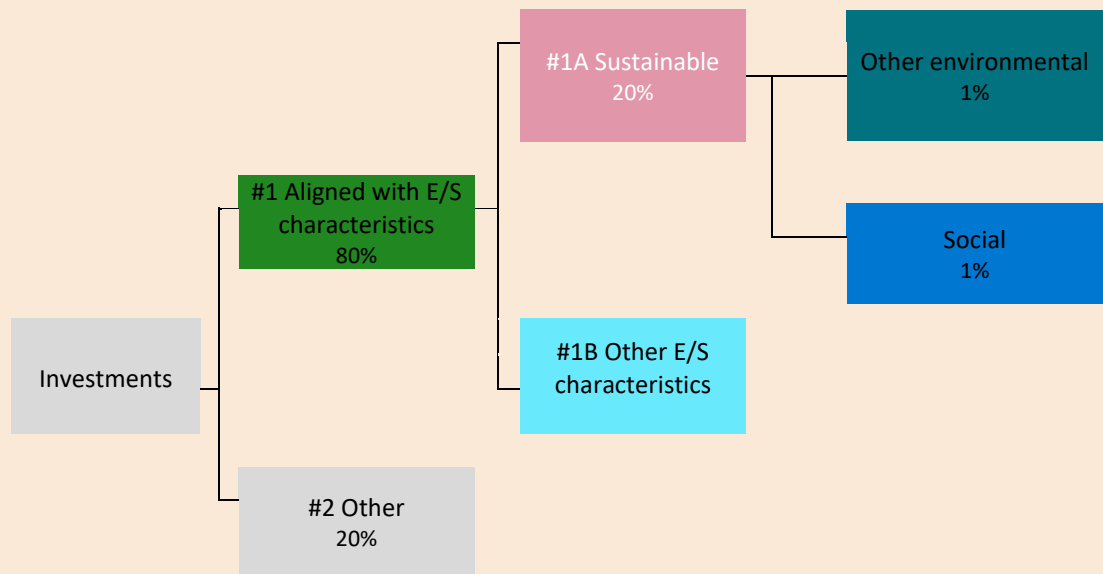 Investments
#1 Aligned with E/S
characteristics
80%
#2 Other
20%
#1A Sustainable
20%
#1B Other E/S
characteristics
Other environmental
1%
Social
1%